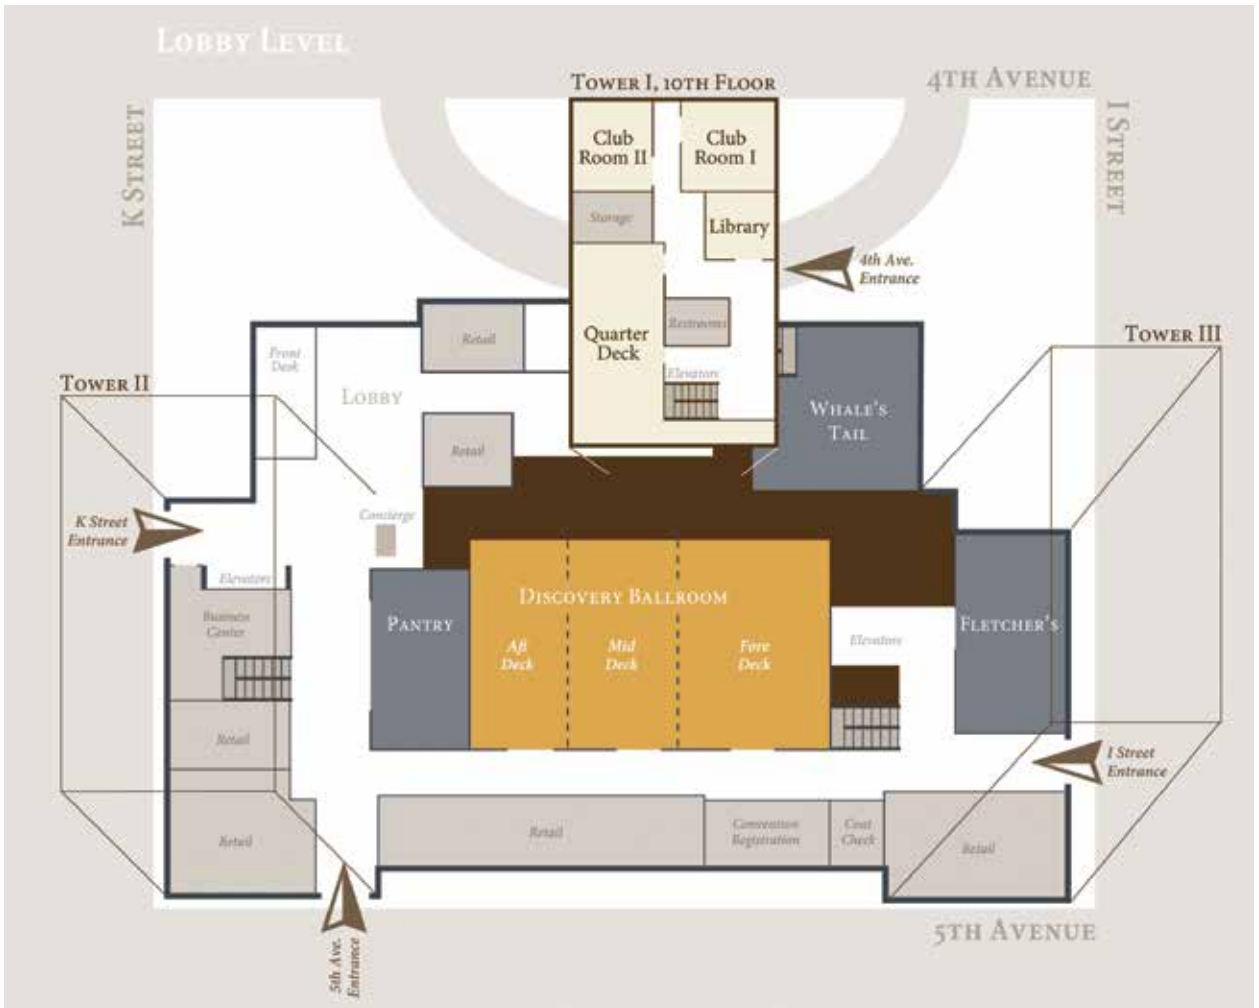 Lobby Level
Tower I, 10th Floor
4th Avenue
K Street
I Street
Club
Room II
Club
Room I
Storage
Library
4th Ave.
Entrance
Quarter
Deck
Restrooms
Elevators
Retail
Front
Desk
Lobby
Tower II
Tower III
Whale's
Tail
Retail
Concierge
K Street
Entrance
Elevators
Business
Center
Pantry
Discovery Ballroom
Aft
Deck
Mid
Deck
Fore
Deck
Elevators
Fletcher's
Retail
I Street
Entrance
Retail
Retail
Convention
Registration
Coat
Check
Retail
5th Ave.
Entrance
5th Avenue